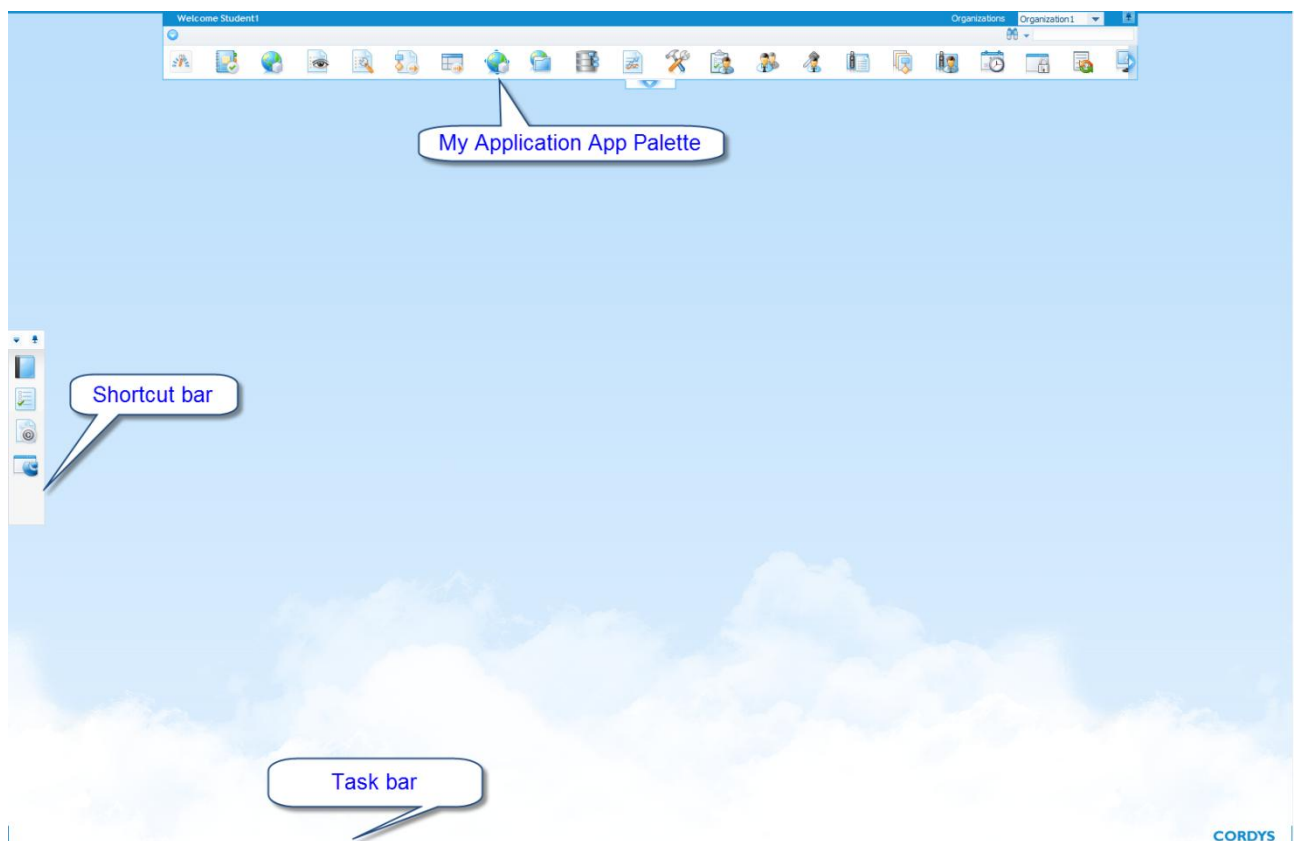 Welcome Student1
Organizations Organization1
My Application App Palette
Shortcut bar
Task bar
CORDYS